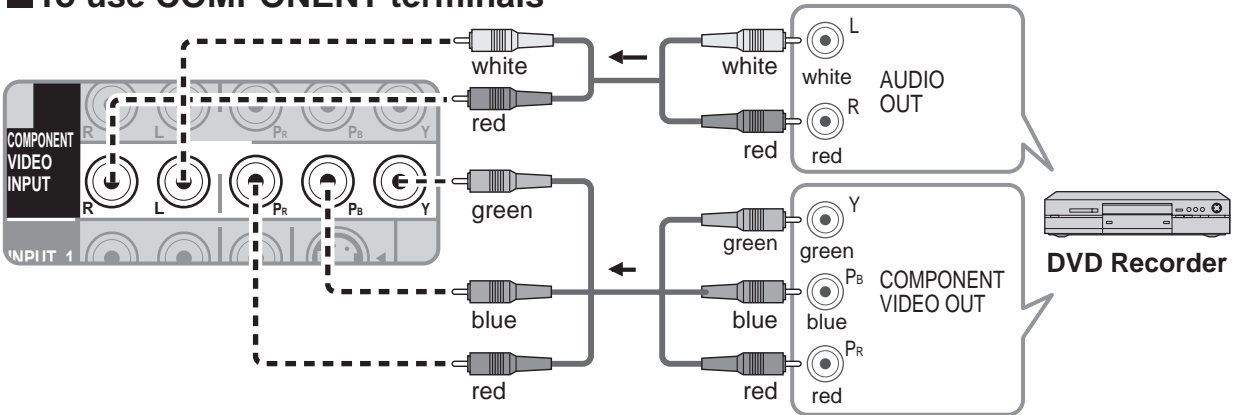 ■To use COMPONENT terminals
COMPONENT
VIDEO
INPUT
R L PR PB Y
R L PR PB Y
INPUT 1
white
red
green
blue
red
white
red
green
blue
red
L
white
R
red
AUDIO
OUT
Y
green
PB
blue
PR
red
COMPONENT
VIDEO OUT
DVD Recorder